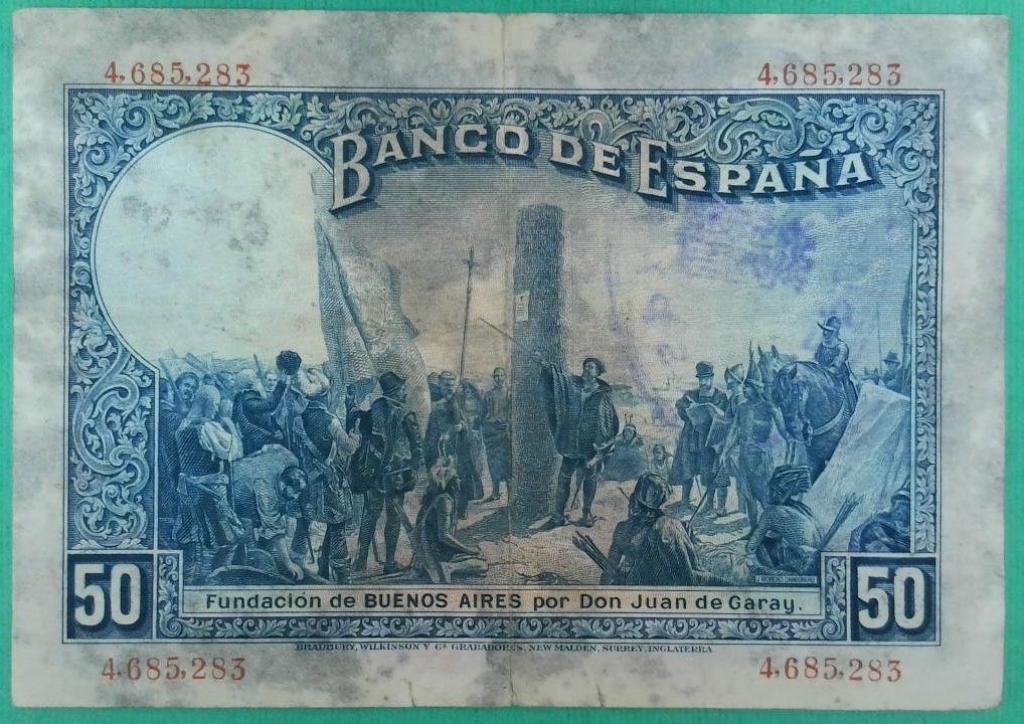 4,685,283 4,685,283
BANCO DE ESPAÑA
50 Fundación de BUENOS AIRES por Don Juan de Garay. 50
BRADBURY, WILKINSON Y Cª GRABADORES, NEW MALDEN, SURREY, INGLATERRA
4,685,283 4,685,283